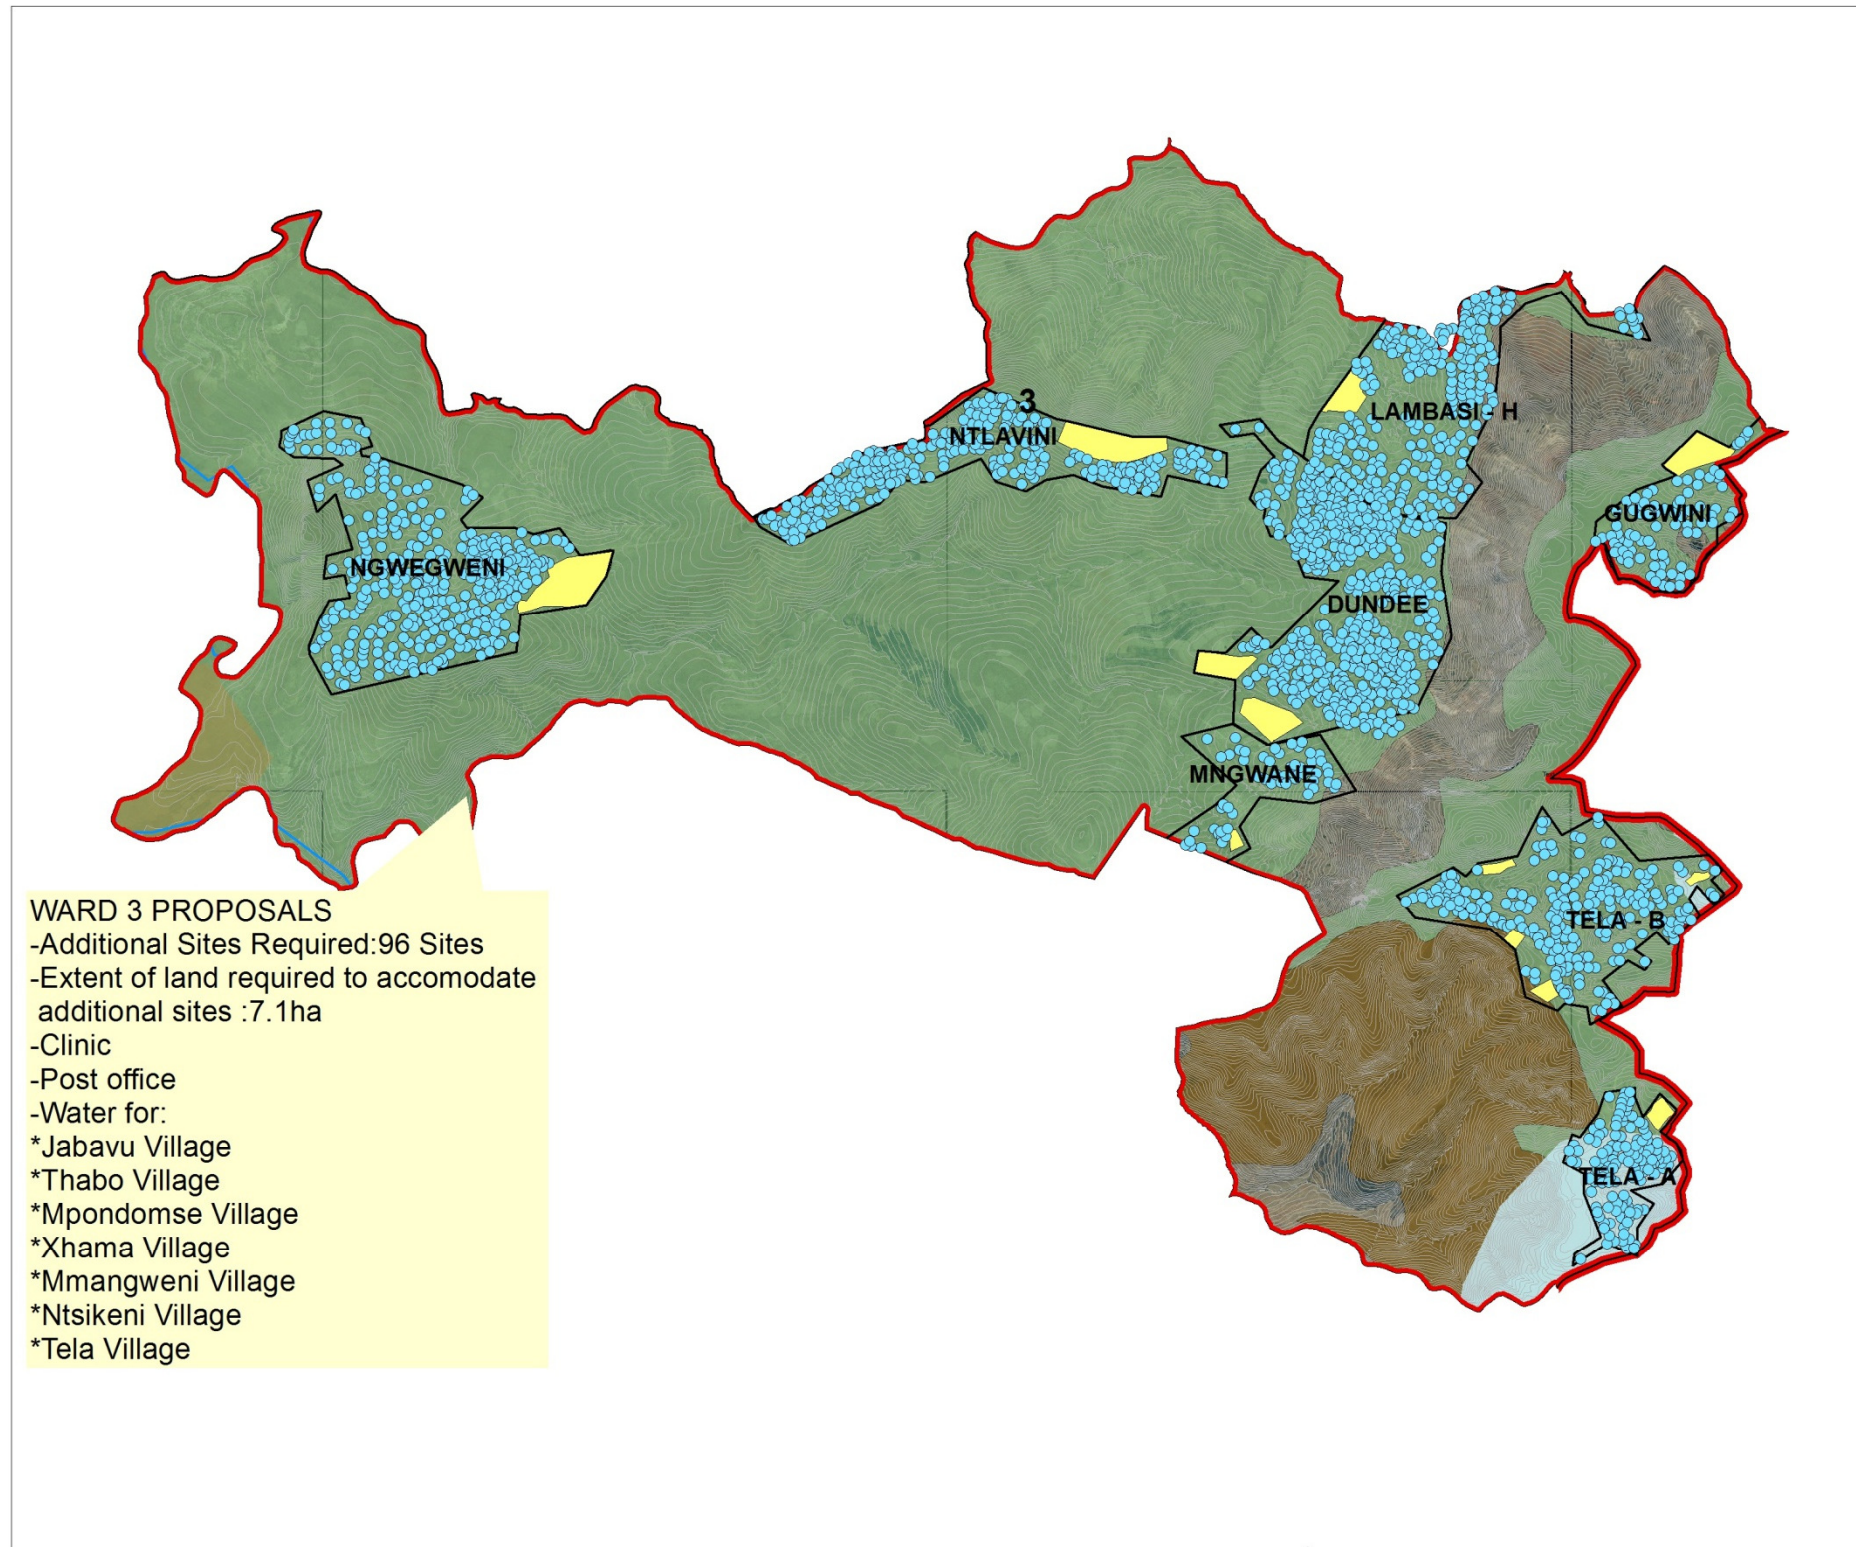 3
NTLAVINI
LAMBASI - H
GUGWINI
NGWEGWENI
DUNDEE
MNGWANE
TELA - B
TELA - A
WARD 3 PROPOSALS
-Additional Sites Required:96 Sites
-Extent of land required to accomodate
additional sites :7.1ha
-Clinic
-Post office
-Water for:
*Jabavu Village
*Thabo Village
*Mpondomse Village
*Xhama Village
*Mmangweni Village
*Ntsikeni Village
*Tela Village